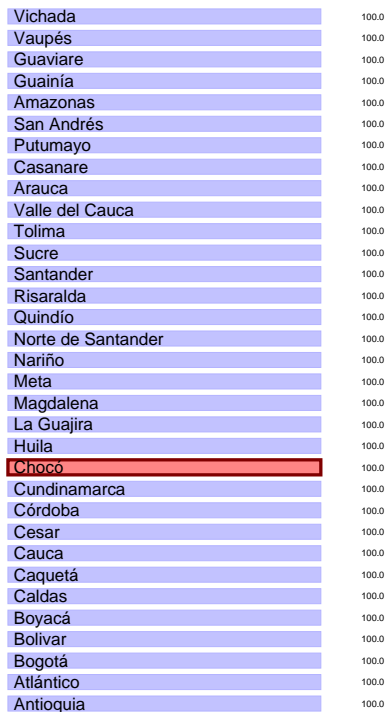 Vichada 100.0
Vaupés 100.0
Guaviare 100.0
Guainía 100.0
Amazonas 100.0
San Andrés 100.0
Putumayo 100.0
Casanare 100.0
Arauca 100.0
Valle del Cauca 100.0
Tolima 100.0
Sucre 100.0
Santander 100.0
Risaralda 100.0
Quindío 100.0
Norte de Santander 100.0
Nariño 100.0
Meta 100.0
Magdalena 100.0
La Guajira 100.0
Huila 100.0
Chocó 100.0
Cundinamarca 100.0
Córdoba 100.0
Cesar 100.0
Cauca 100.0
Caquetá 100.0
Caldas 100.0
Boyacá 100.0
Bolivar 100.0
Bogotá 100.0
Atlántico 100.0
Antioquia 100.0